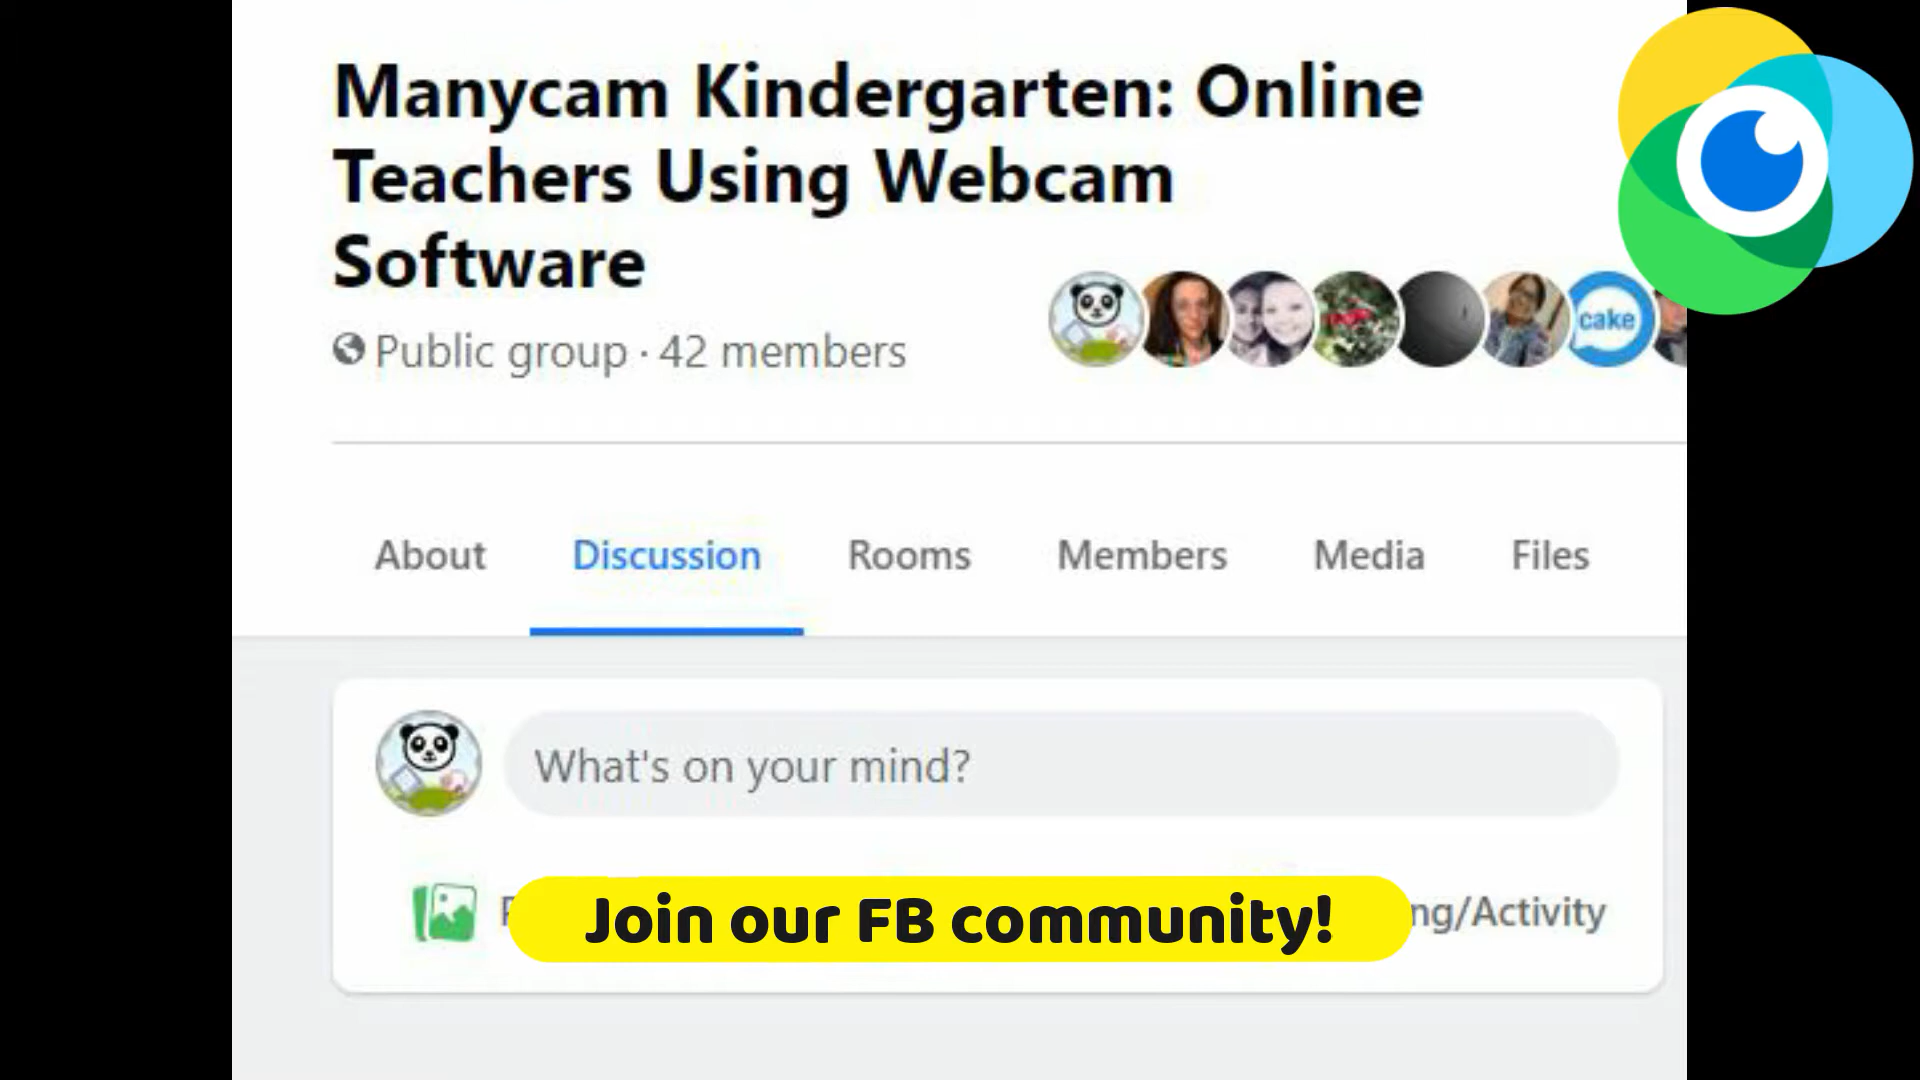 Manycam Kindergarten: Online
Teachers Using Webcam
Software
Public group · 42 members
cake
About Discussion Rooms Members Media Files
What's on your mind?
Join our FB community!
ng/Activity